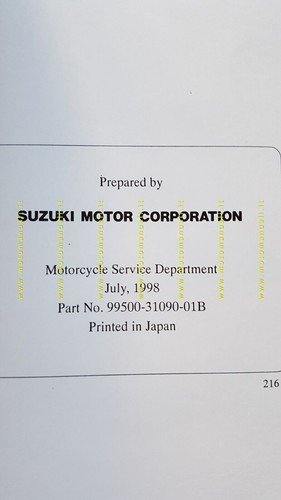 Prepared by
SUZUKI MOTOR CORPORATION
Motorcycle Service Department
July, 1998
Part No. 99500-31090-01B
Printed in Japan
216